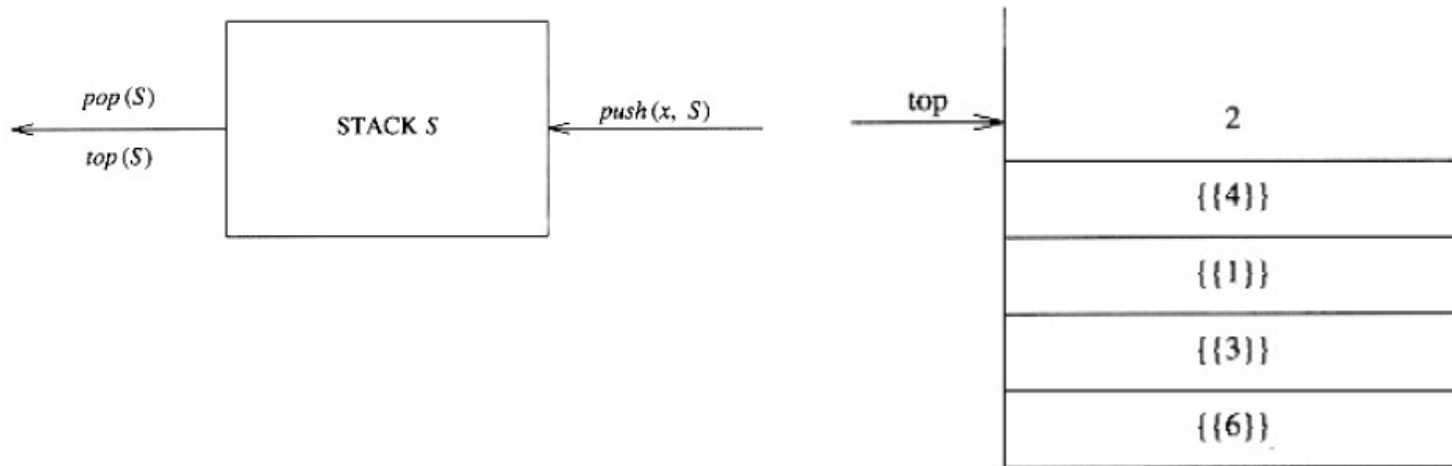 pop(S)
top(S)
STACK S
push(x, S)
top
2
{{4}}
{{1}}
{{3}}
{{6}}